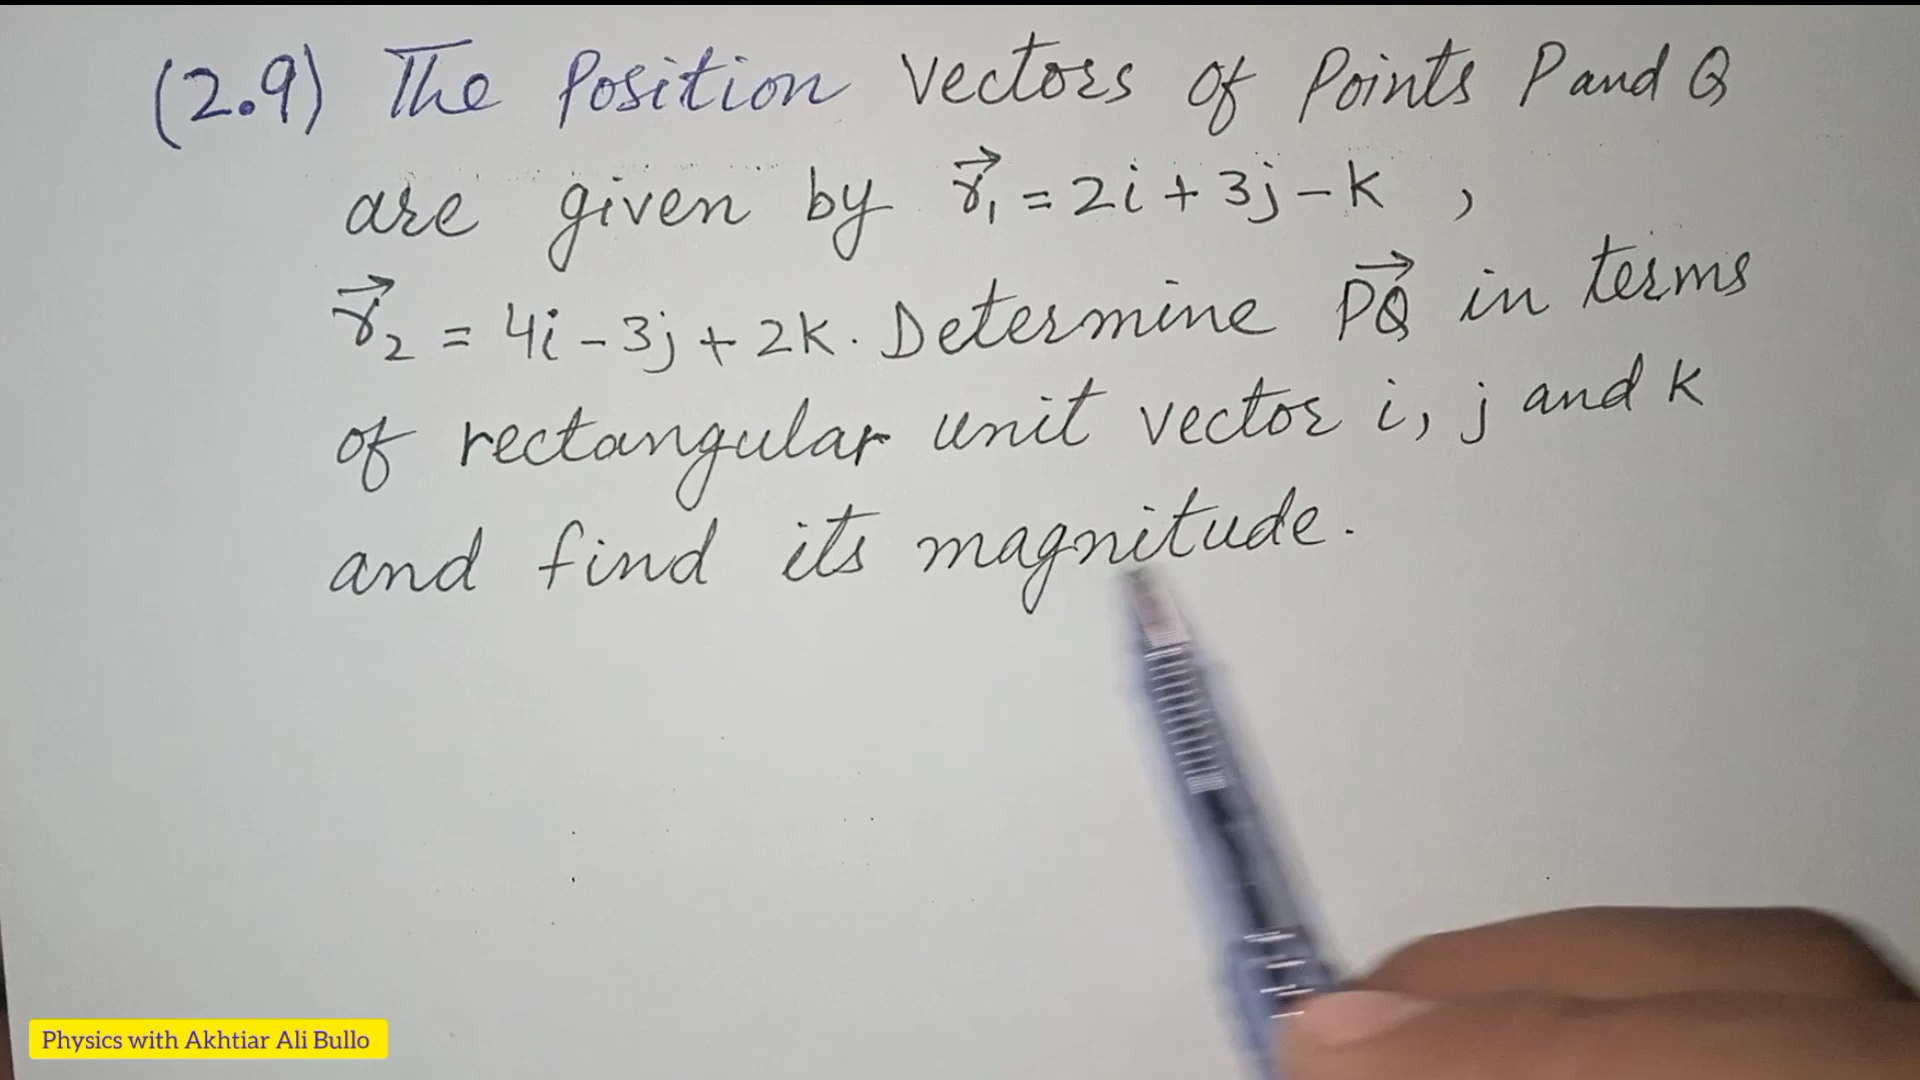 (2.9) The Position Vectors of Points P and Q
are given by r⃗₁ = 2i + 3j - k ,
r⃗₂ = 4i - 3j + 2k. Determine PQ⃗ in terms
of rectangular unit vector i, j and k
and find its magnitude.
Physics with Akhtiar Ali Bullo